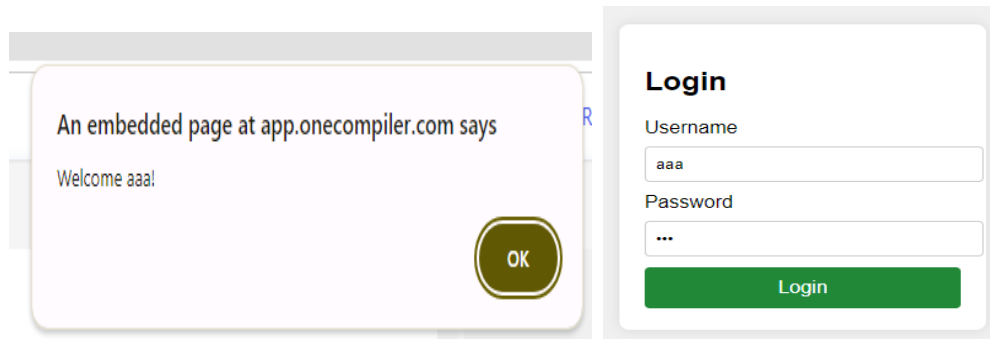 An embedded page at app.onecompiler.com says
Welcome aaa!
OK
R
Login
Username
aaa
Password
•••
Login